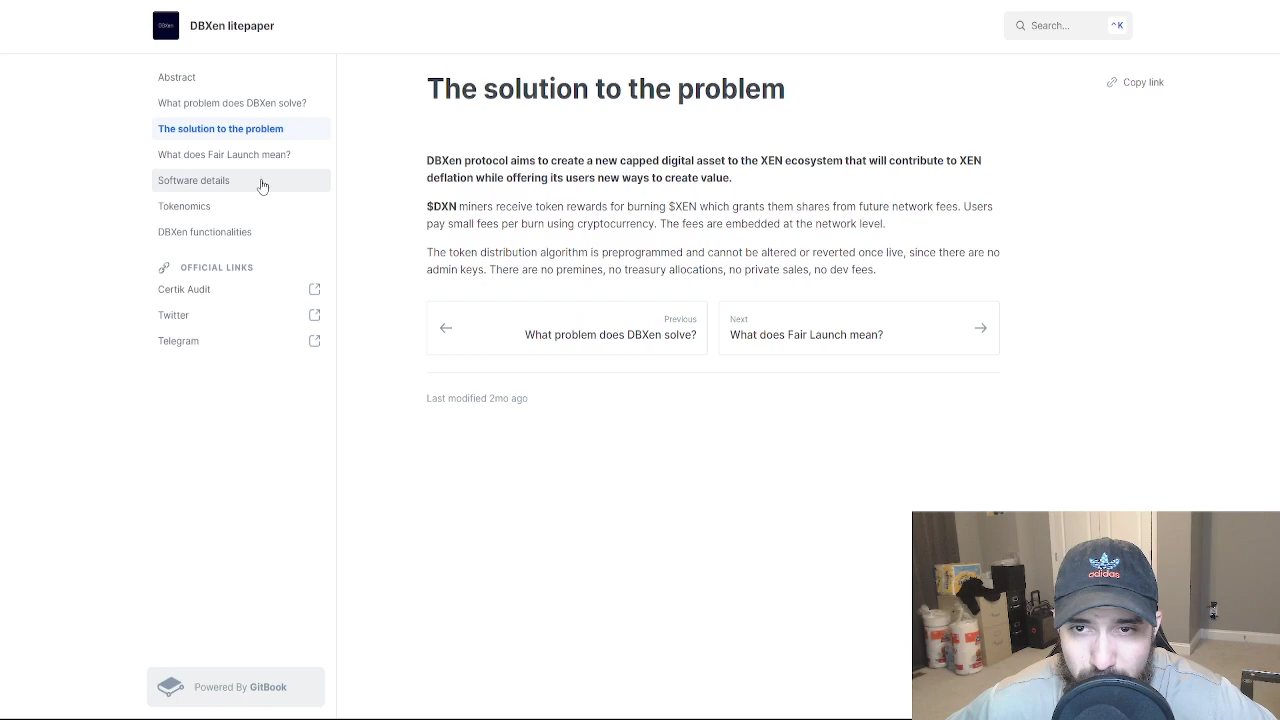 DBXen
DBXen litepaper
Search...
^K
Abstract
What problem does DBXen solve?
The solution to the problem
What does Fair Launch mean?
Software details
Tokenomics
DBXen functionalities
OFFICIAL LINKS
Certik Audit
Twitter
Telegram
Powered By GitBook
The solution to the problem
Copy link
DBXen protocol aims to create a new capped digital asset to the XEN ecosystem that will contribute to XEN
deflation while offering its users new ways to create value.
$DXN miners receive token rewards for burning $XEN which grants them shares from future network fees. Users
pay small fees per burn using cryptocurrency. The fees are embedded at the network level.
The token distribution algorithm is preprogrammed and cannot be altered or reverted once live, since there are no
admin keys. There are no premines, no treasury allocations, no private sales, no dev fees.
Previous
What problem does DBXen solve?
Next
What does Fair Launch mean?
Last modified 2mo ago
adidas